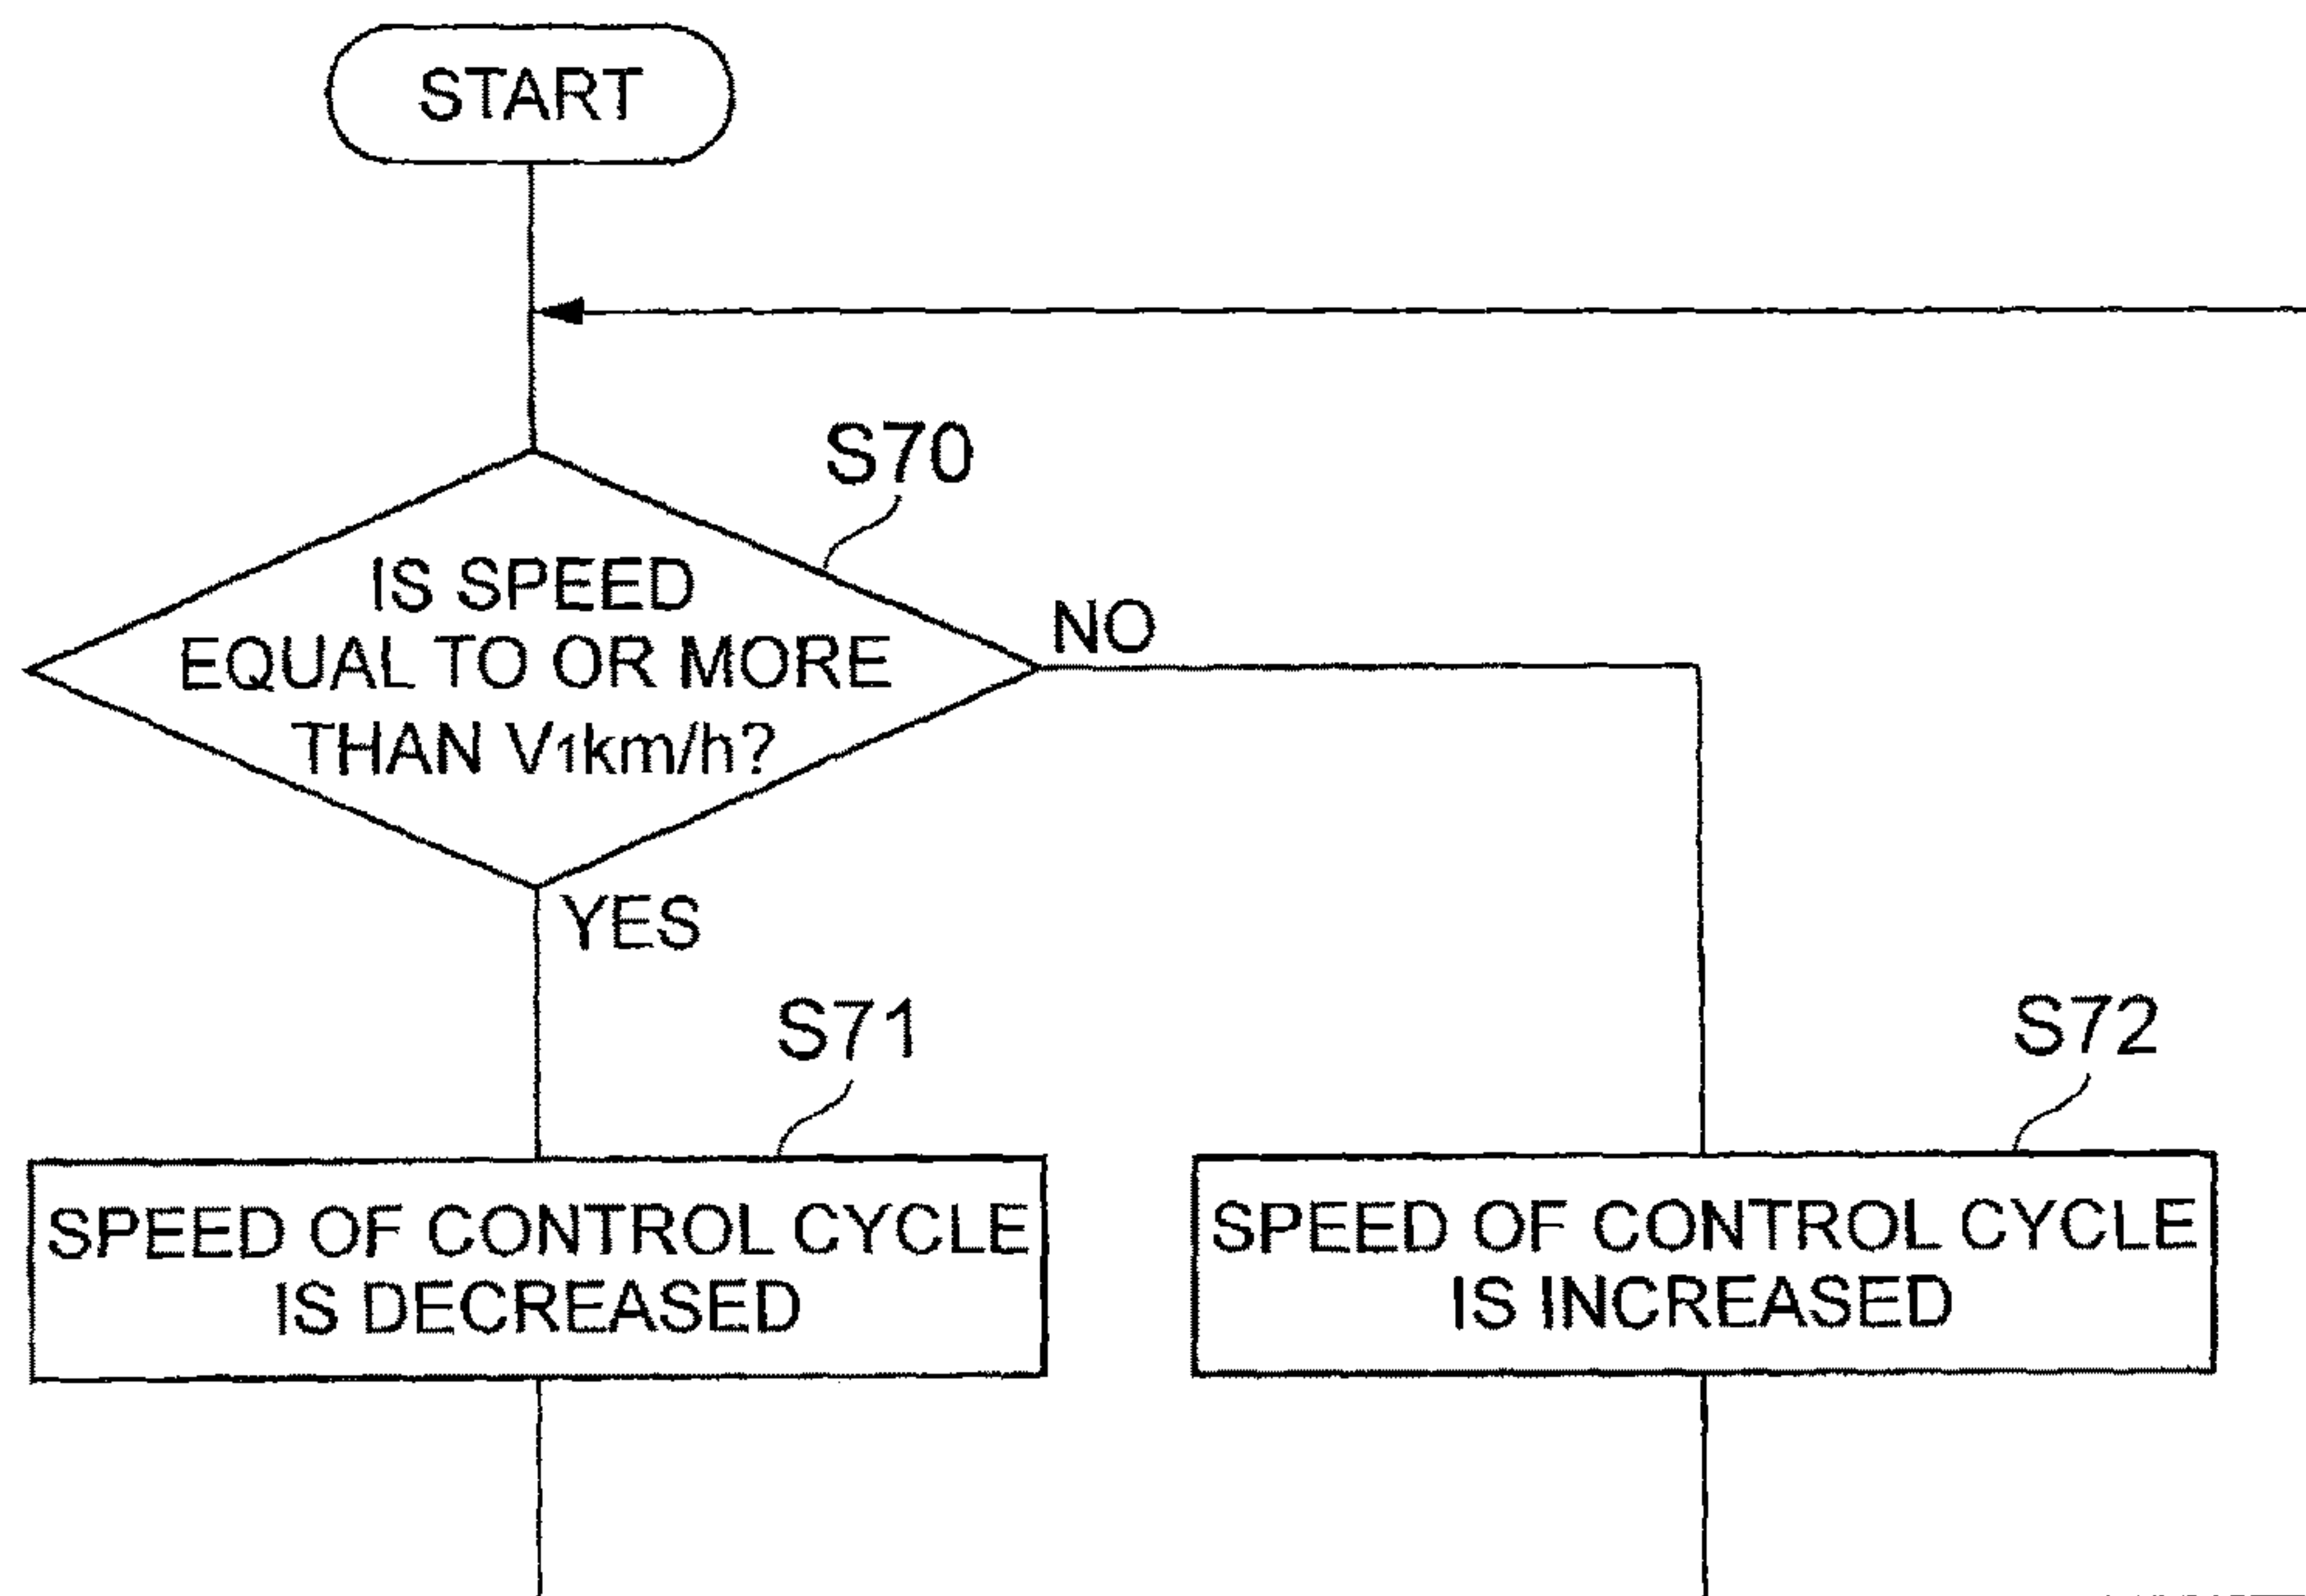 START
S70
IS SPEED
EQUAL TO OR MORE
THAN V1km/h?
NO
YES
S71
SPEED OF CONTROL CYCLE
IS DECREASED
S72
SPEED OF CONTROL CYCLE
IS INCREASED